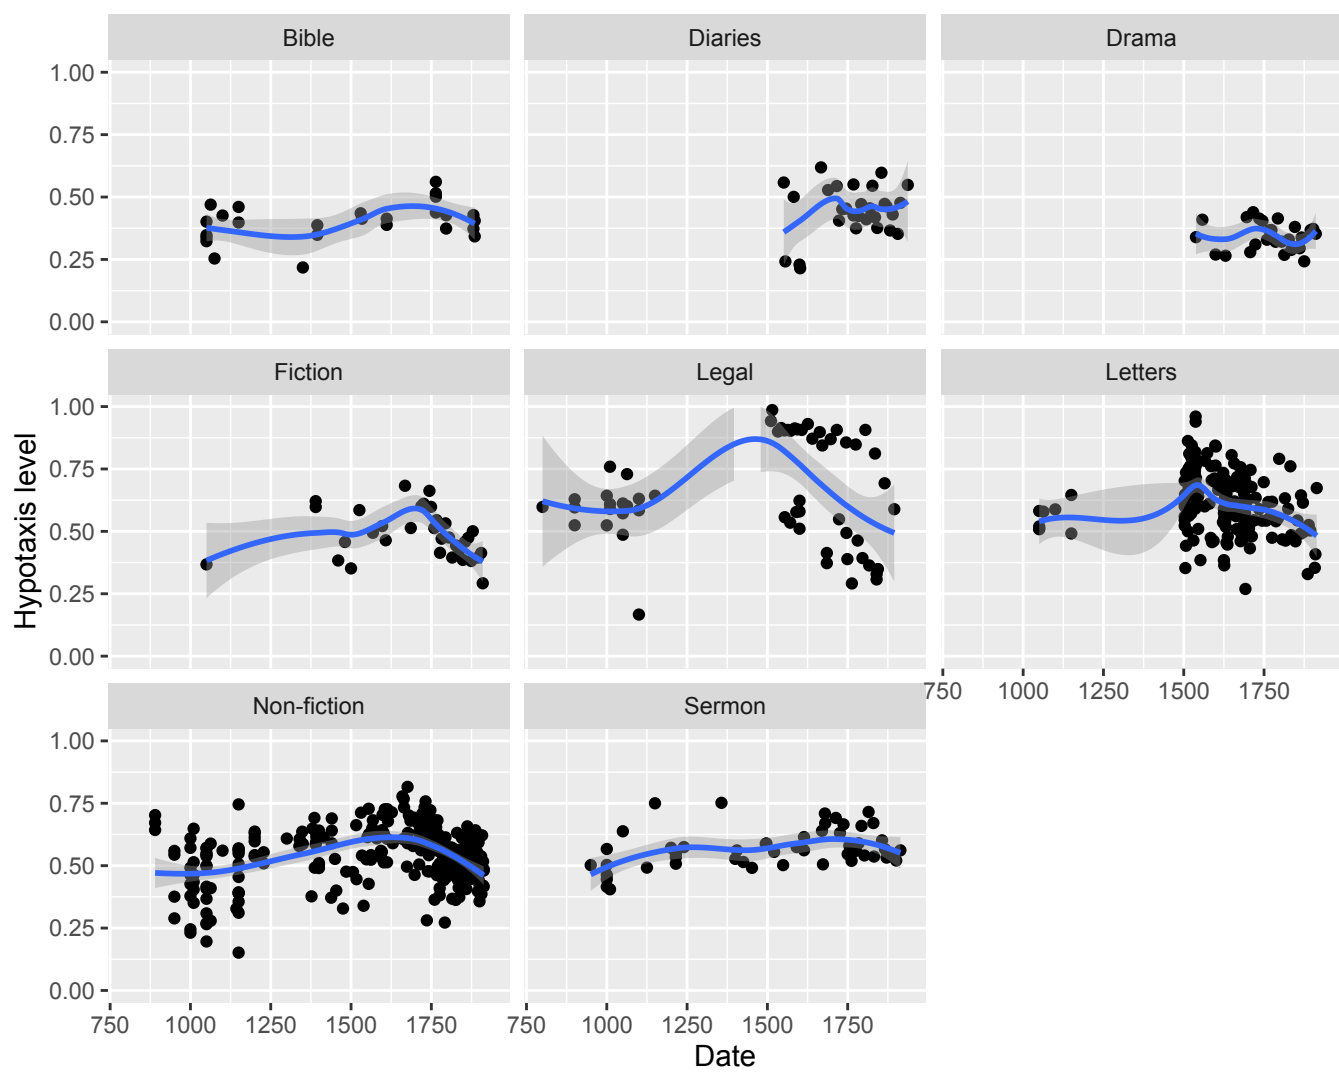 Bible Diaries Drama
1.00
0.75
0.50
0.25
0.00
Fiction Legal Letters
1.00
0.75
0.50
0.25
0.00
Hypotaxis level
750 1000 1250 1500 1750
Non-fiction Sermon
1.00
0.75
0.50
0.25
0.00
750 1000 1250 1500 1750 750 1000 1250 1500 1750
Date